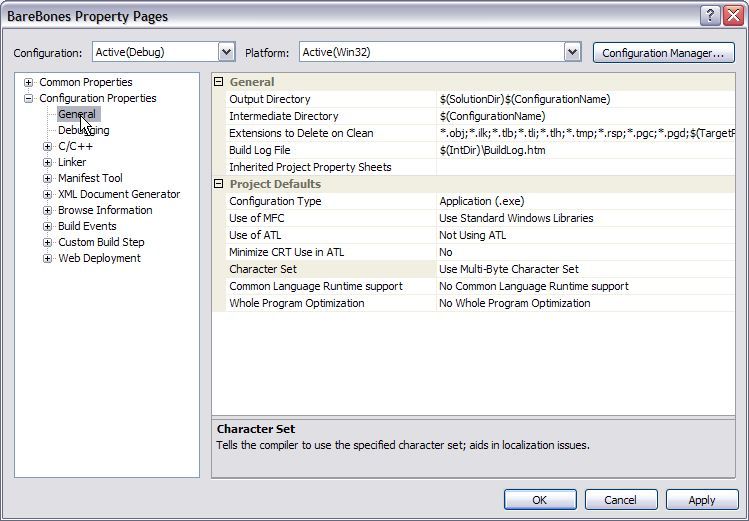 BareBones Property Pages
Configuration: Active(Debug) Platform: Active(Win32) Configuration Manager...
Common Properties
Configuration Properties
General
Debugging
C/C++
Linker
Manifest Tool
XML Document Generator
Browse Information
Build Events
Custom Build Step
Web Deployment
General
Output Directory $(SolutionDir)$(ConfigurationName)
Intermediate Directory $(ConfigurationName)
Extensions to Delete on Clean *.obj;*.ilk;*.tlb;*.tli;*.tlh;*.tmp;*.rsp;*.pgc;*.pgd;$(TargetP
Build Log File $(IntDir)\BuildLog.htm
Inherited Project Property Sheets
Project Defaults
Configuration Type Application (.exe)
Use of MFC Use Standard Windows Libraries
Use of ATL Not Using ATL
Minimize CRT Use in ATL No
Character Set Use Multi-Byte Character Set
Common Language Runtime support No Common Language Runtime support
Whole Program Optimization No Whole Program Optimization
Character Set
Tells the compiler to use the specified character set; aids in localization issues.
OK Cancel Apply